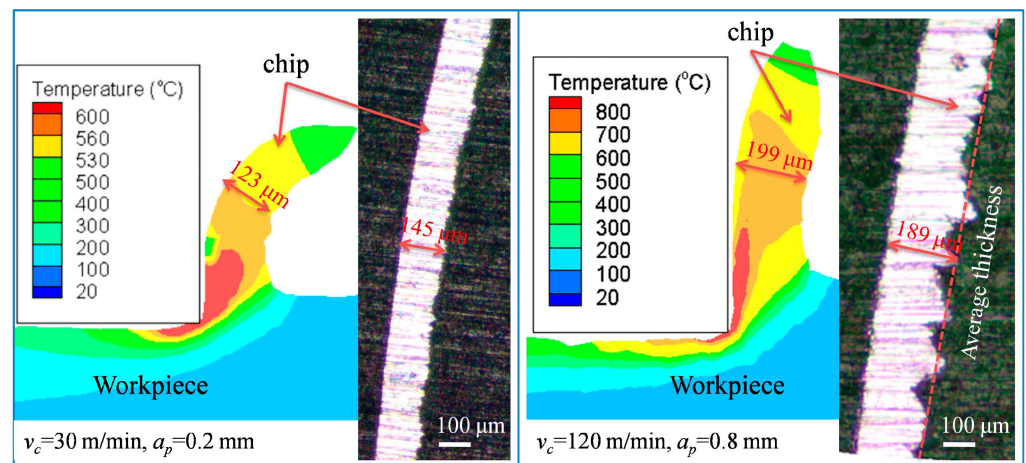 chip
Temperature (°C)
600
560
530
500
400
300
200
100
20
123 μm
145 μm
Workpiece
100 μm
v_c=30 m/min, a_p=0.2 mm
chip
Temperature (°C)
800
700
600
500
400
300
200
100
20
199 μm
189 μm
Average thickness
Workpiece
100 μm
v_c=120 m/min, a_p=0.8 mm